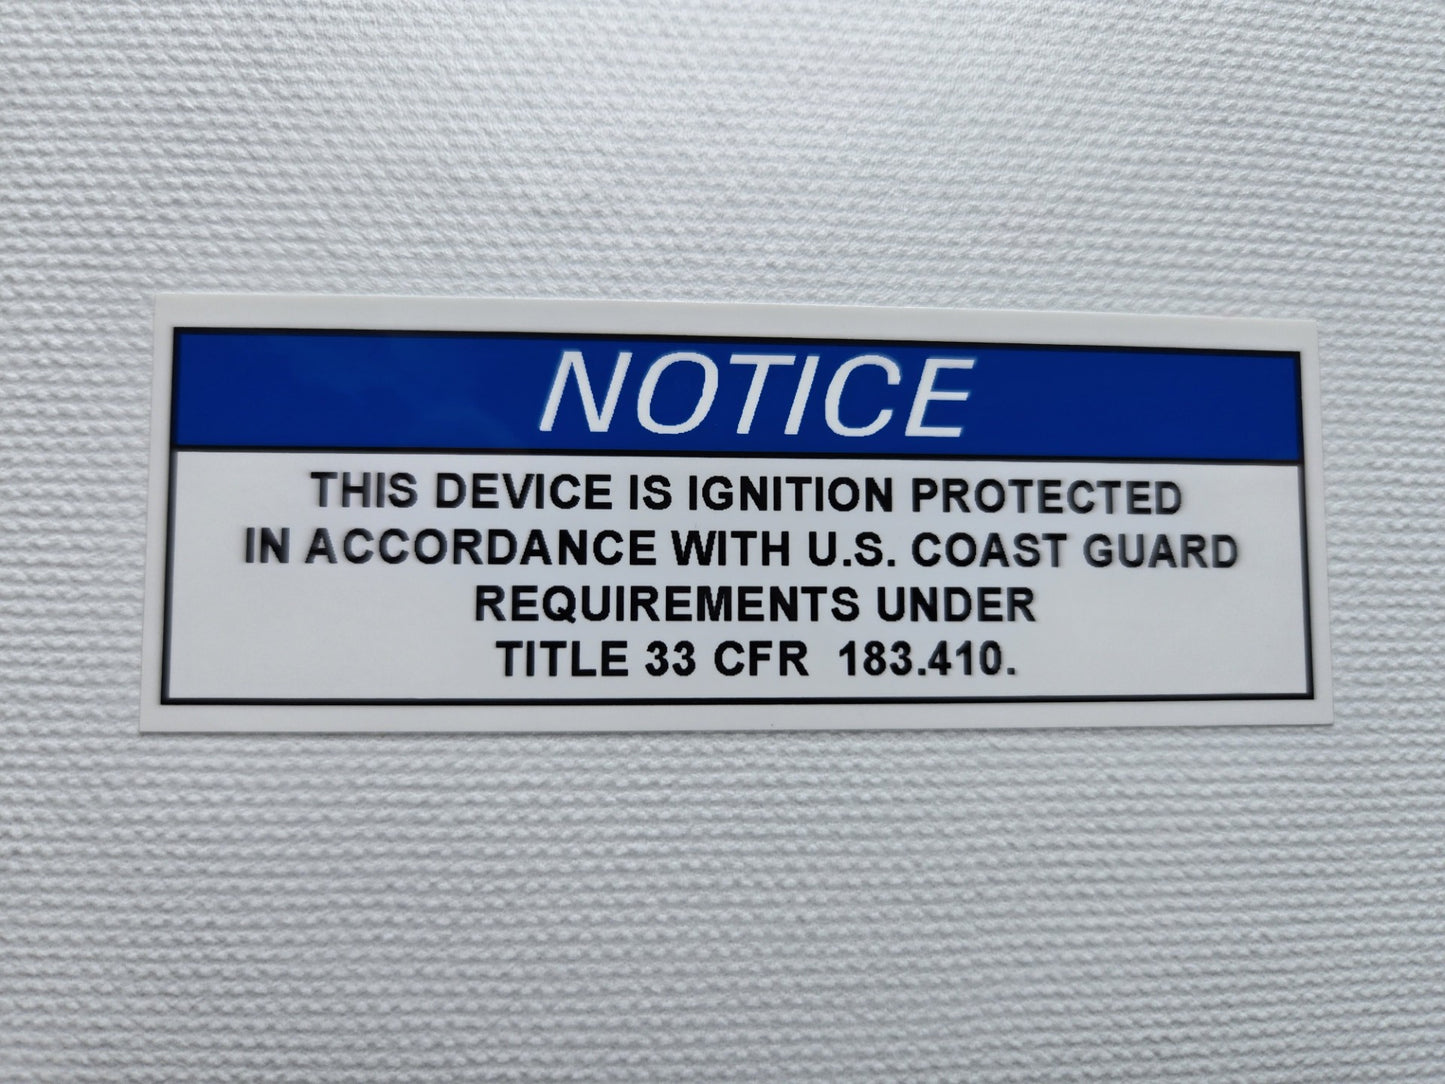 NOTICE
THIS DEVICE IS IGNITION PROTECTED
IN ACCORDANCE WITH U.S. COAST GUARD
REQUIREMENTS UNDER
TITLE 33 CFR  183.410.